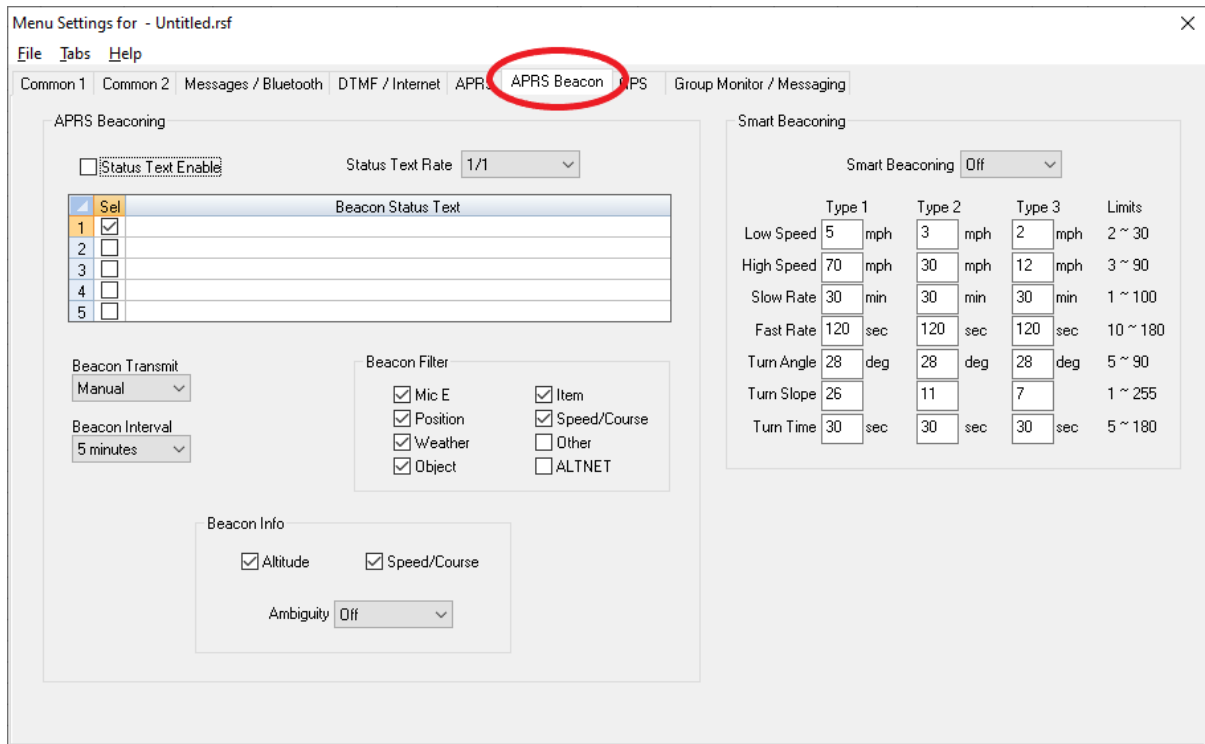 Menu Settings for - Untitled.rsf
File Tabs Help
Common 1 Common 2 Messages / Bluetooth DTMF / Internet APRS APRS Beacon GPS Group Monitor / Messaging
APRS Beaconing
Status Text Enable Status Text Rate 1/1
Sel Beacon Status Text
1
2
3
4
5
Beacon Transmit
Manual
Beacon Interval
5 minutes
Beacon Filter
Mic E Item
Position Speed/Course
Weather Other
Object ALTNET
Beacon Info
Altitude Speed/Course
Ambiguity Off
Smart Beaconing
Smart Beaconing Off
Type 1 Type 2 Type 3 Limits
Low Speed 5 mph 3 mph 2 mph 2 ~ 30
High Speed 70 mph 30 mph 12 mph 3 ~ 90
Slow Rate 30 min 30 min 30 min 1 ~ 100
Fast Rate 120 sec 120 sec 120 sec 10 ~ 180
Turn Angle 28 deg 28 deg 28 deg 5 ~ 90
Turn Slope 26 11 7 1 ~ 255
Turn Time 30 sec 30 sec 30 sec 5 ~ 180